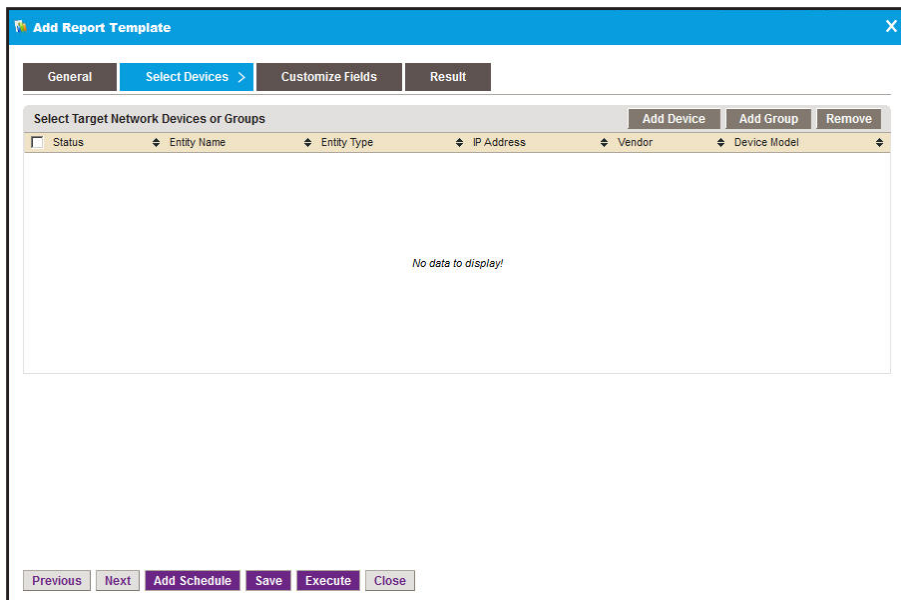 Add Report Template X
General Select Devices > Customize Fields Result
Select Target Network Devices or Groups Add Device Add Group Remove
Status Entity Name Entity Type IP Address Vendor Device Model
No data to display!
Previous Next Add Schedule Save Execute Close